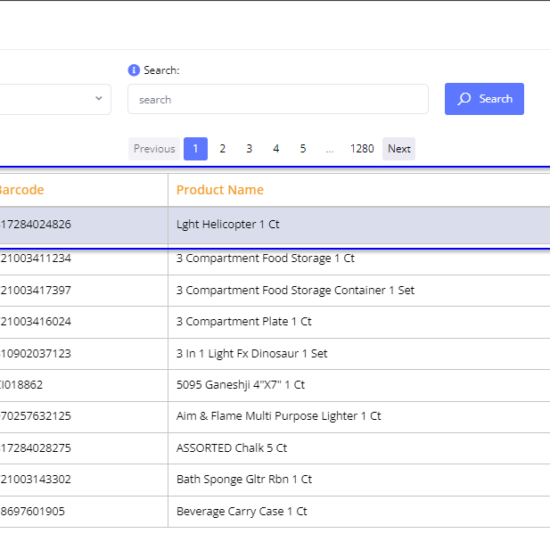 Search:
search
Search
Previous 1 2 3 4 5 ... 1280 Next
Barcode Product Name
17284024826 Lght Helicopter 1 Ct
21003411234 3 Compartment Food Storage 1 Ct
21003417397 3 Compartment Food Storage Container 1 Set
21003416024 3 Compartment Plate 1 Ct
10902037123 3 In 1 Light Fx Dinosaur 1 Set
I018862 5095 Ganeshji 4"X7" 1 Ct
70257632125 Aim & Flame Multi Purpose Lighter 1 Ct
17284028275 ASSORTED Chalk 5 Ct
21003143302 Bath Sponge Gltr Rbn 1 Ct
8697601905 Beverage Carry Case 1 Ct